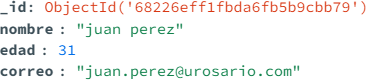 _id: ObjectId('68226eff1fbda6fb5b9cbb79')
nombre : "juan perez"
edad : 31
correo : "juan.perez@urosario.com"